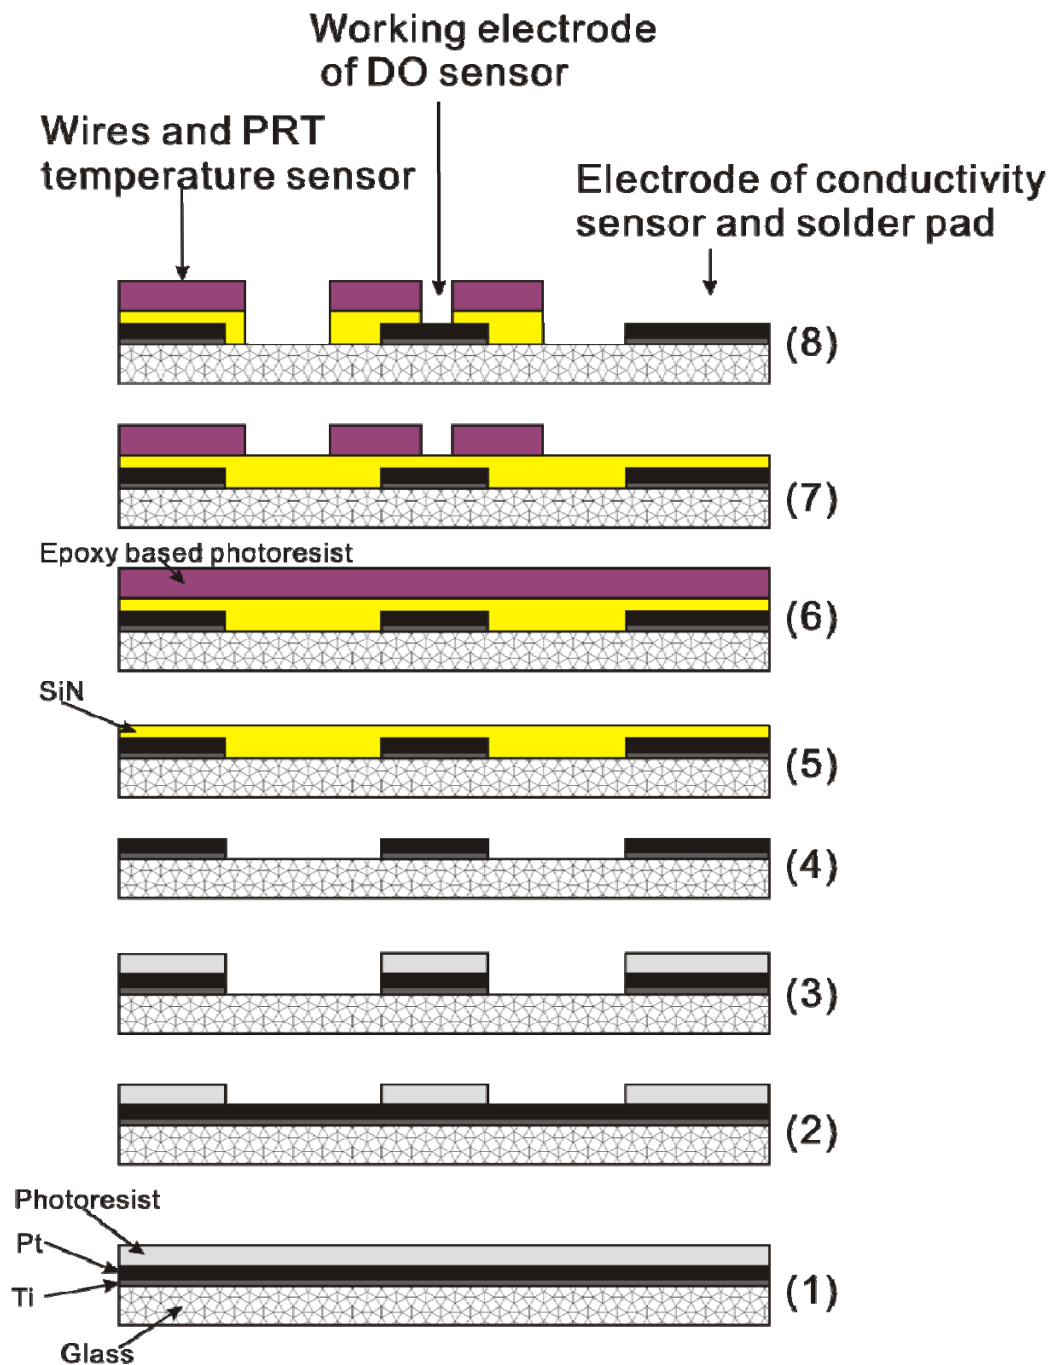 Working electrode
of DO sensor
Wires and PRT
temperature sensor
Electrode of conductivity
sensor and solder pad
(8)
(7)
Epoxy based photoresist
(6)
SiN
(5)
(4)
(3)
(2)
Photoresist
Pt
Ti
(1)
Glass